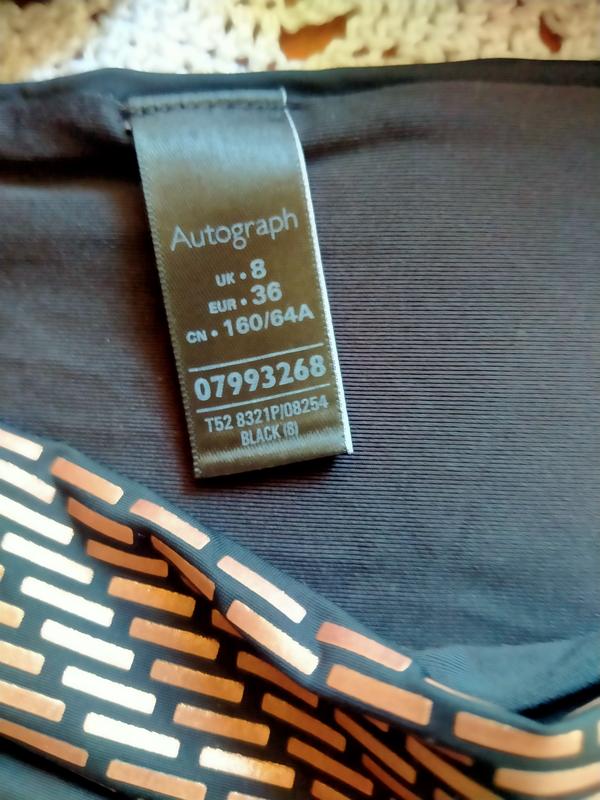 Autograph
UK • 8
EUR • 36
CN • 160/64A
07993268
T52 8321P/08254
BLACK (8)